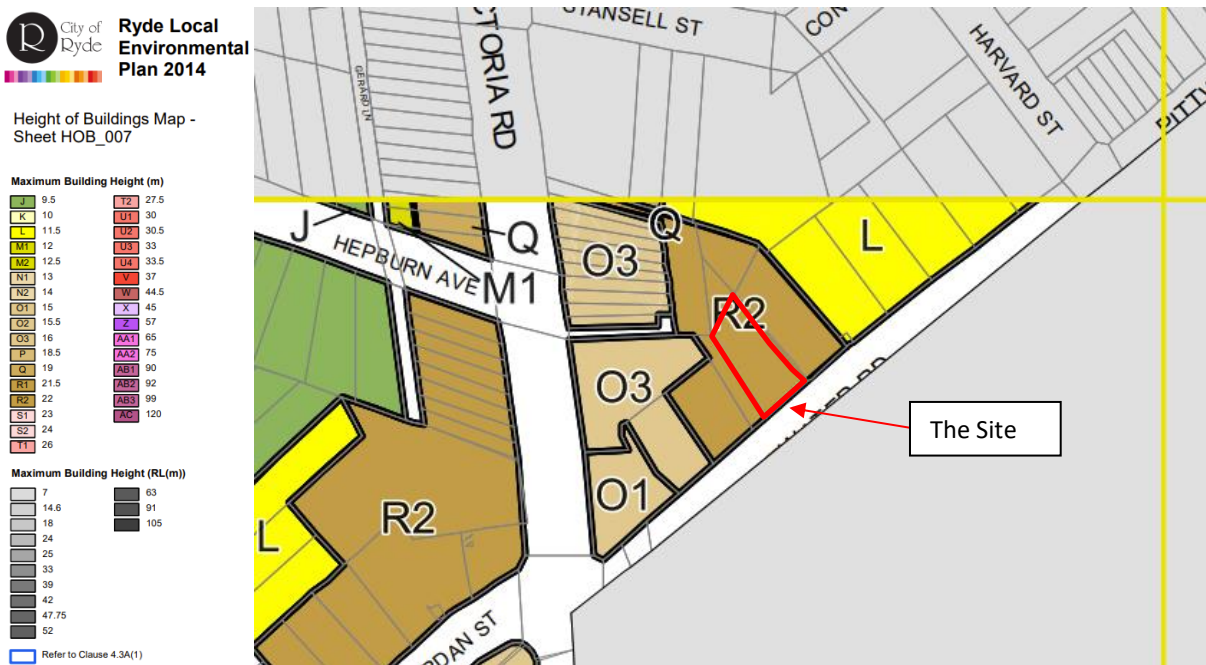 City of
Ryde
R
Ryde Local
Environmental
Plan 2014
Height of Buildings Map -
Sheet HOB_007
Maximum Building Height (m)
J 9.5
K 10
L 11.5
M1 12
M2 12.5
N1 13
N2 14
O1 15
O2 15.5
O3 16
P 18.5
Q 19
R1 21.5
R2 22
S1 23
S2 24
T1 26
T2 27.5
U1 30
U2 30.5
U3 33
U4 33.5
V 37
W 44.5
X 45
Z 57
AA1 65
AA2 75
AB1 90
AB2 92
AB3 99
AC 120
Maximum Building Height (RL(m))
7
14.6
18
24
25
33
39
42
47.75
52
63
91
105
Refer to Clause 4.3A(1)
STANSELL ST
CON
HARVARD ST
PITTW
CTORIA RD
GERARD LN
J
Q
Q
L
HEPBURN AVE
M1
O3
R2
O3
The Site
O1
R2
L
RDAN ST